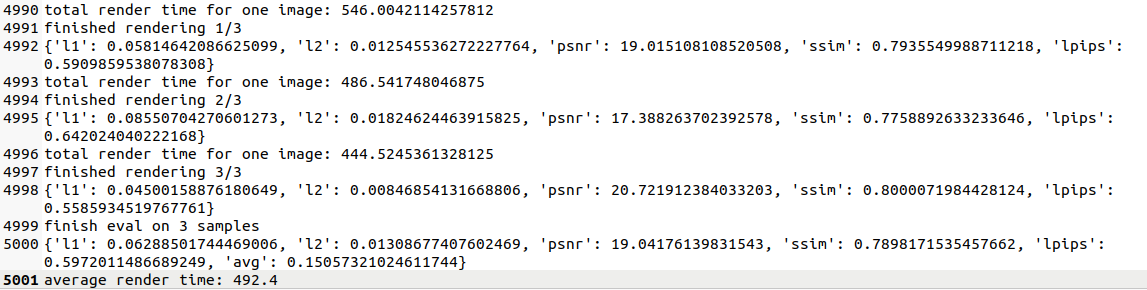 4990 total render time for one image: 546.0042114257812
4991 finished rendering 1/3
4992 {'l1': 0.05814642086625099, 'l2': 0.012545536272227764, 'psnr': 19.015108108520508, 'ssim': 0.7935549988711218, 'lpips':
0.5909859538078308}
4993 total render time for one image: 486.541748046875
4994 finished rendering 2/3
4995 {'l1': 0.08550704270601273, 'l2': 0.01824624463915825, 'psnr': 17.388263702392578, 'ssim': 0.7758892633233646, 'lpips':
0.642024040222168}
4996 total render time for one image: 444.5245361328125
4997 finished rendering 3/3
4998 {'l1': 0.04500158876180649, 'l2': 0.00846854131668806, 'psnr': 20.721912384033203, 'ssim': 0.8000071984428124, 'lpips':
0.5585934519767761}
4999 finish eval on 3 samples
5000 {'l1': 0.06288501744469006, 'l2': 0.01308677407602469, 'psnr': 19.04176139831543, 'ssim': 0.7898171535457662, 'lpips':
0.5972011486689249, 'avg': 0.15057321024611744}
5001 average render time: 492.4